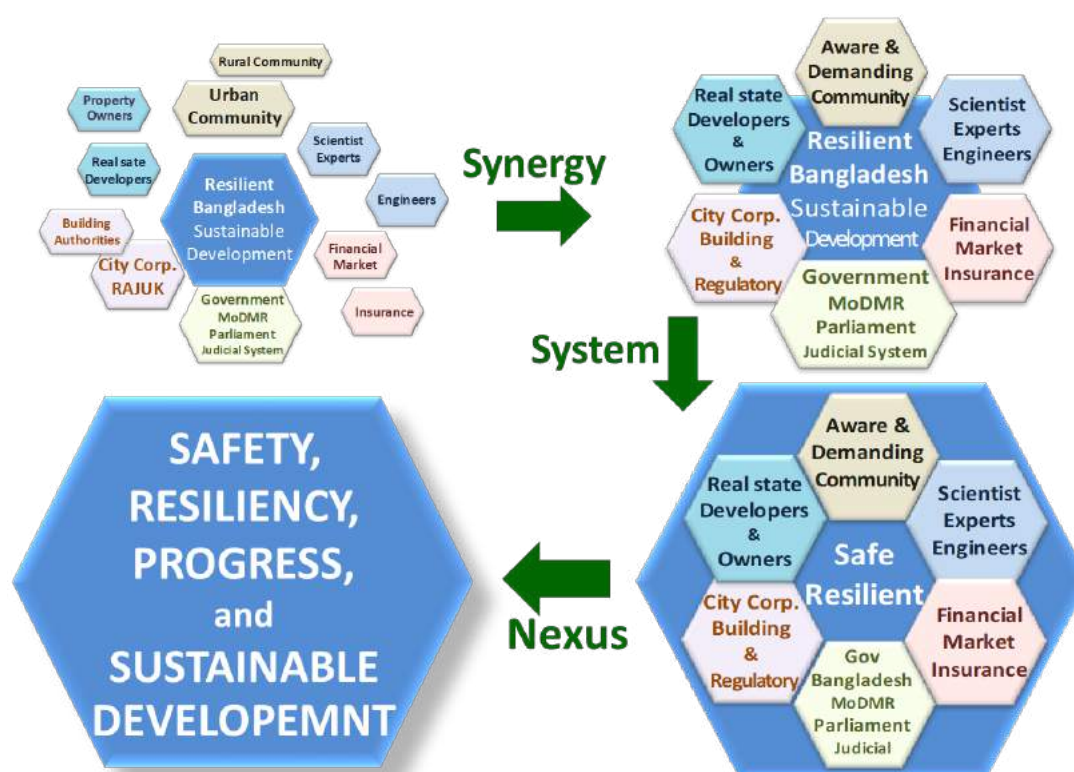 Rural Community
Urban
Community
Property
Owners
Scientist
Experts
Real sate
Developers
Engineers
Resilient
Bangladesh
Sustainable
Development
Building
Authorities
City Corp.
RAJUK
Financial
Market
Insurance
Government
MoDMR
Parliament
Judicial System
Synergy
Aware &
Demanding
Community
Real state
Developers
&
Owners
Scientist
Experts
Engineers
Resilient
Bangladesh
Sustainable
Development
City Corp.
Building
&
Regulatory
Financial
Market
Insurance
Government
MoDMR
Parliament
Judicial System
System
Aware &
Demanding
Community
Real state
Developers
&
Owners
Scientist
Experts
Engineers
Safe
Resilient
City Corp.
Building
&
Regulatory
Financial
Market
Insurance
Gov
Bangladesh
MoDMR
Parliament
Judicial
Nexus
SAFETY,
RESILIENCY,
PROGRESS,
and
SUSTAINABLE
DEVELOPEMNT